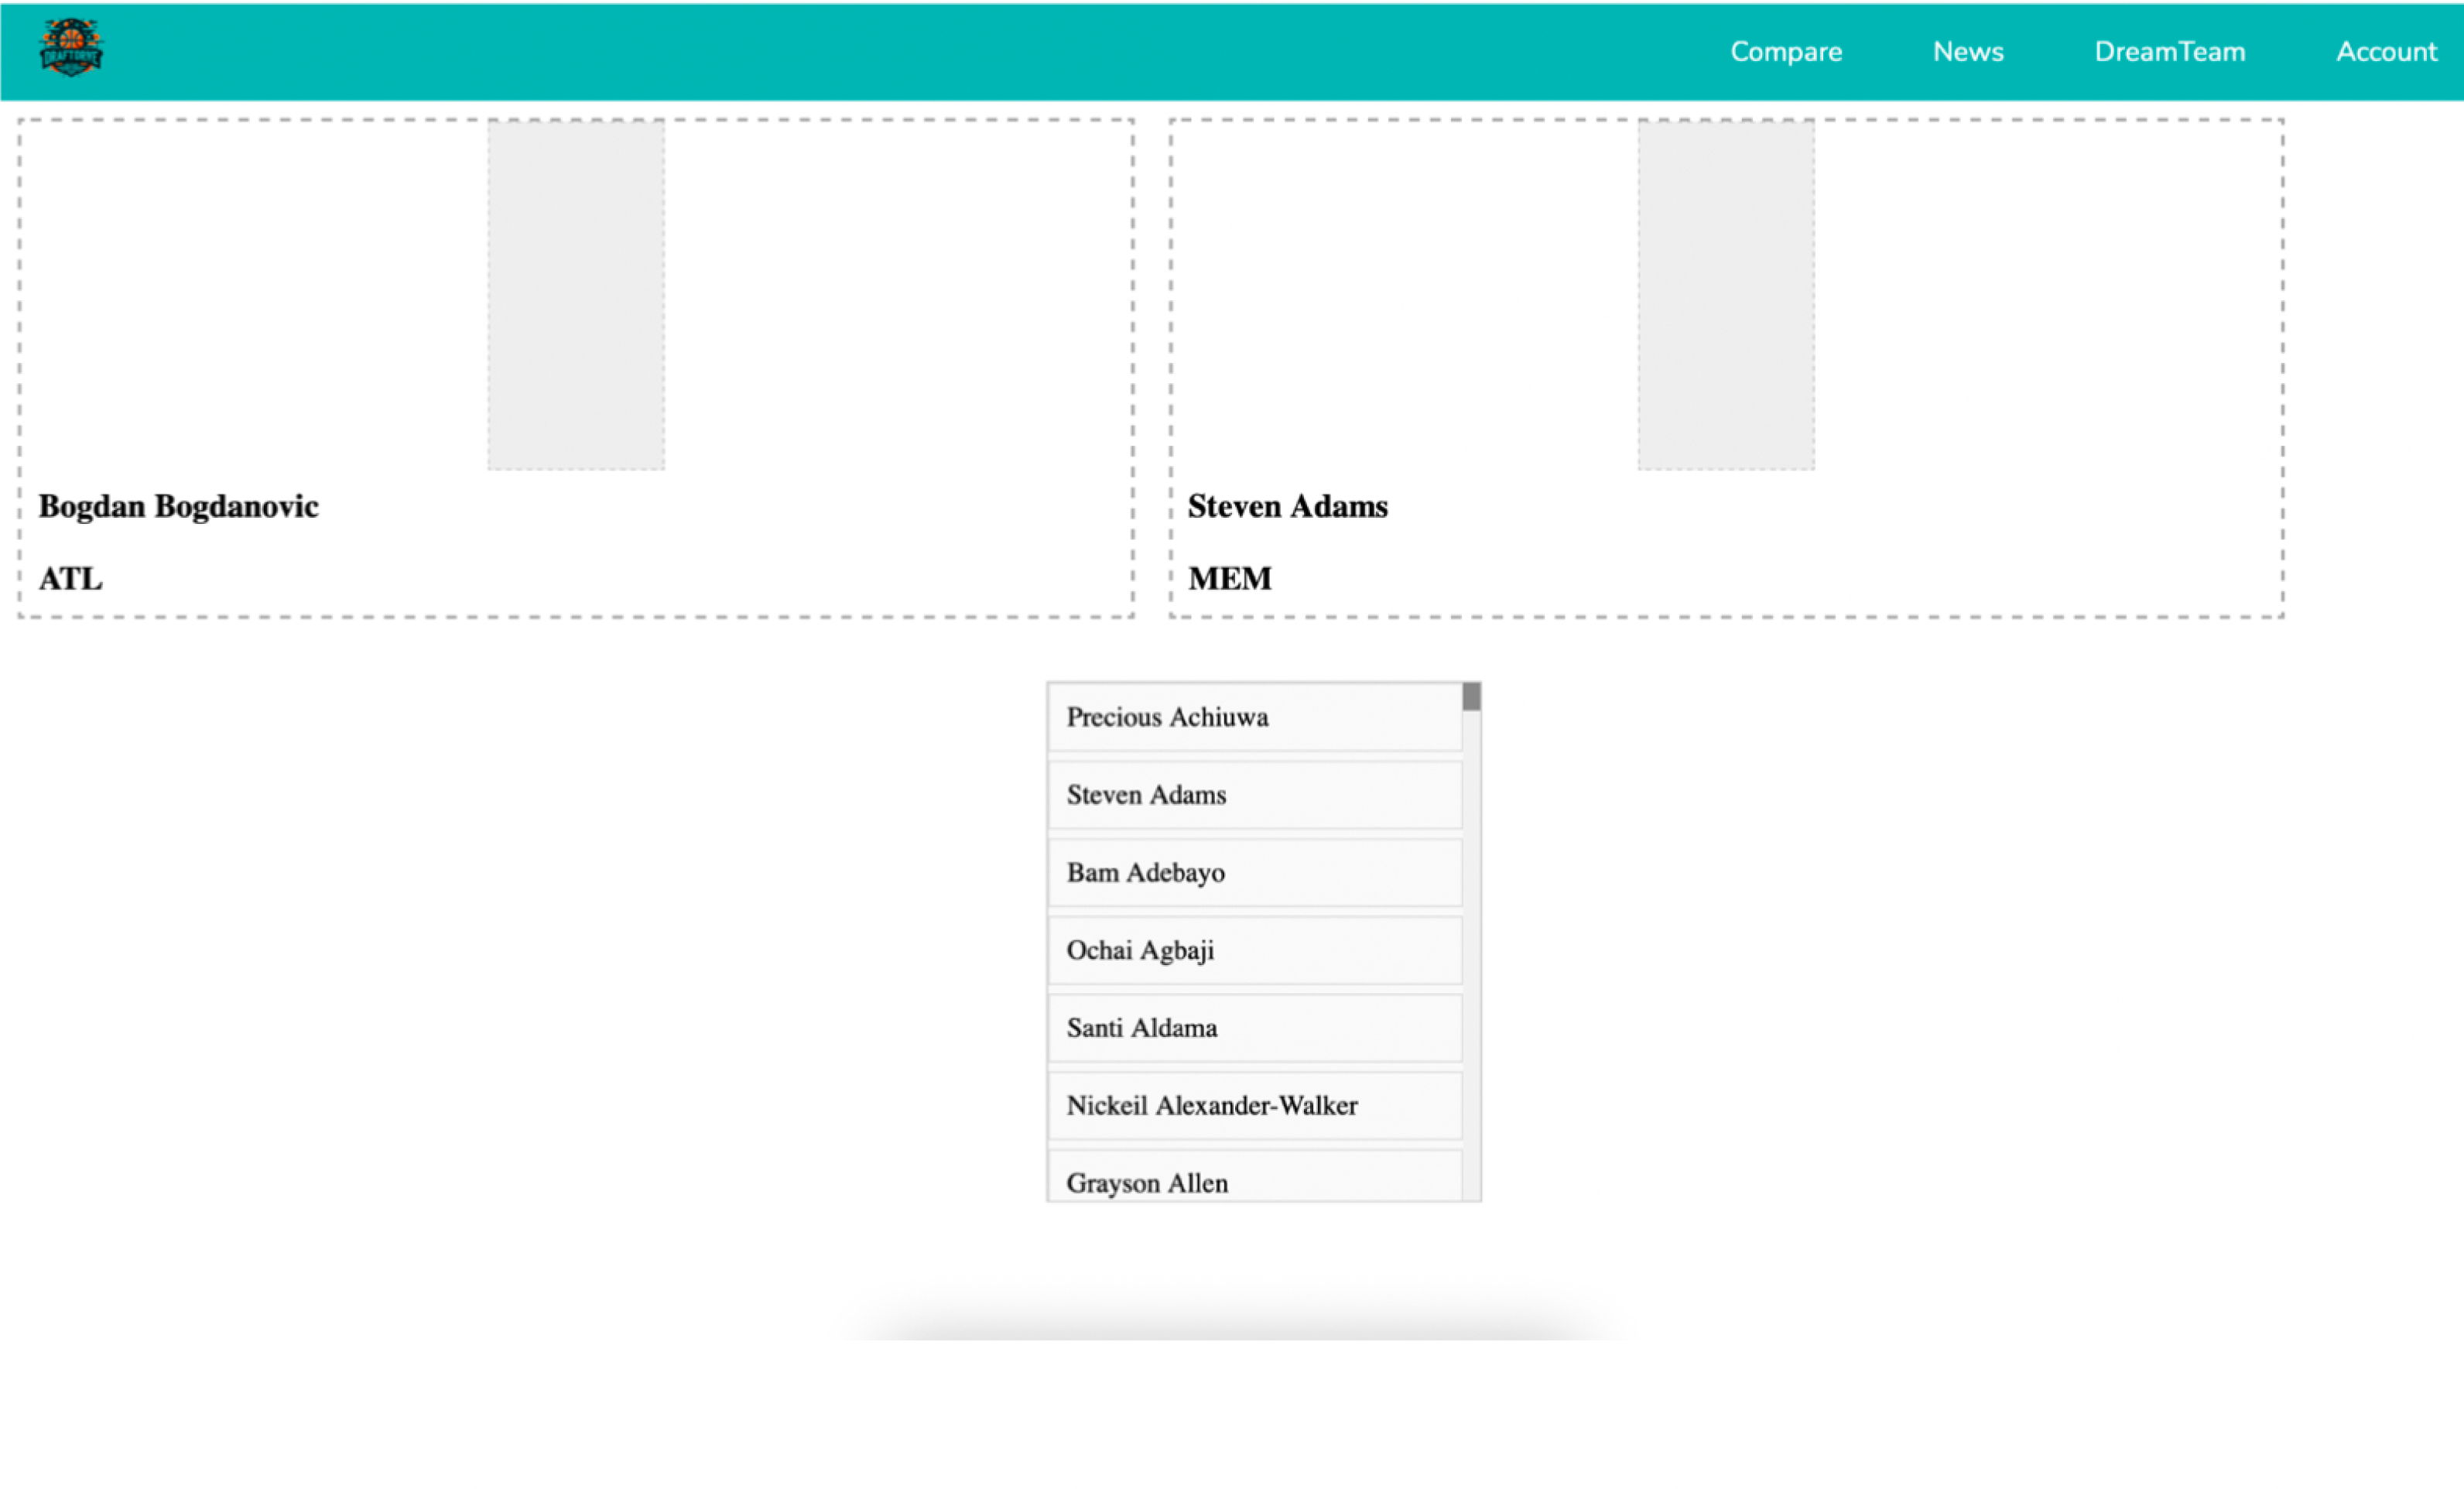 DRAFTDRIVE
Compare News DreamTeam Account
Bogdan Bogdanovic
ATL
Steven Adams
MEM
Precious Achiuwa
Steven Adams
Bam Adebayo
Ochai Agbaji
Santi Aldama
Nickeil Alexander-Walker
Grayson Allen